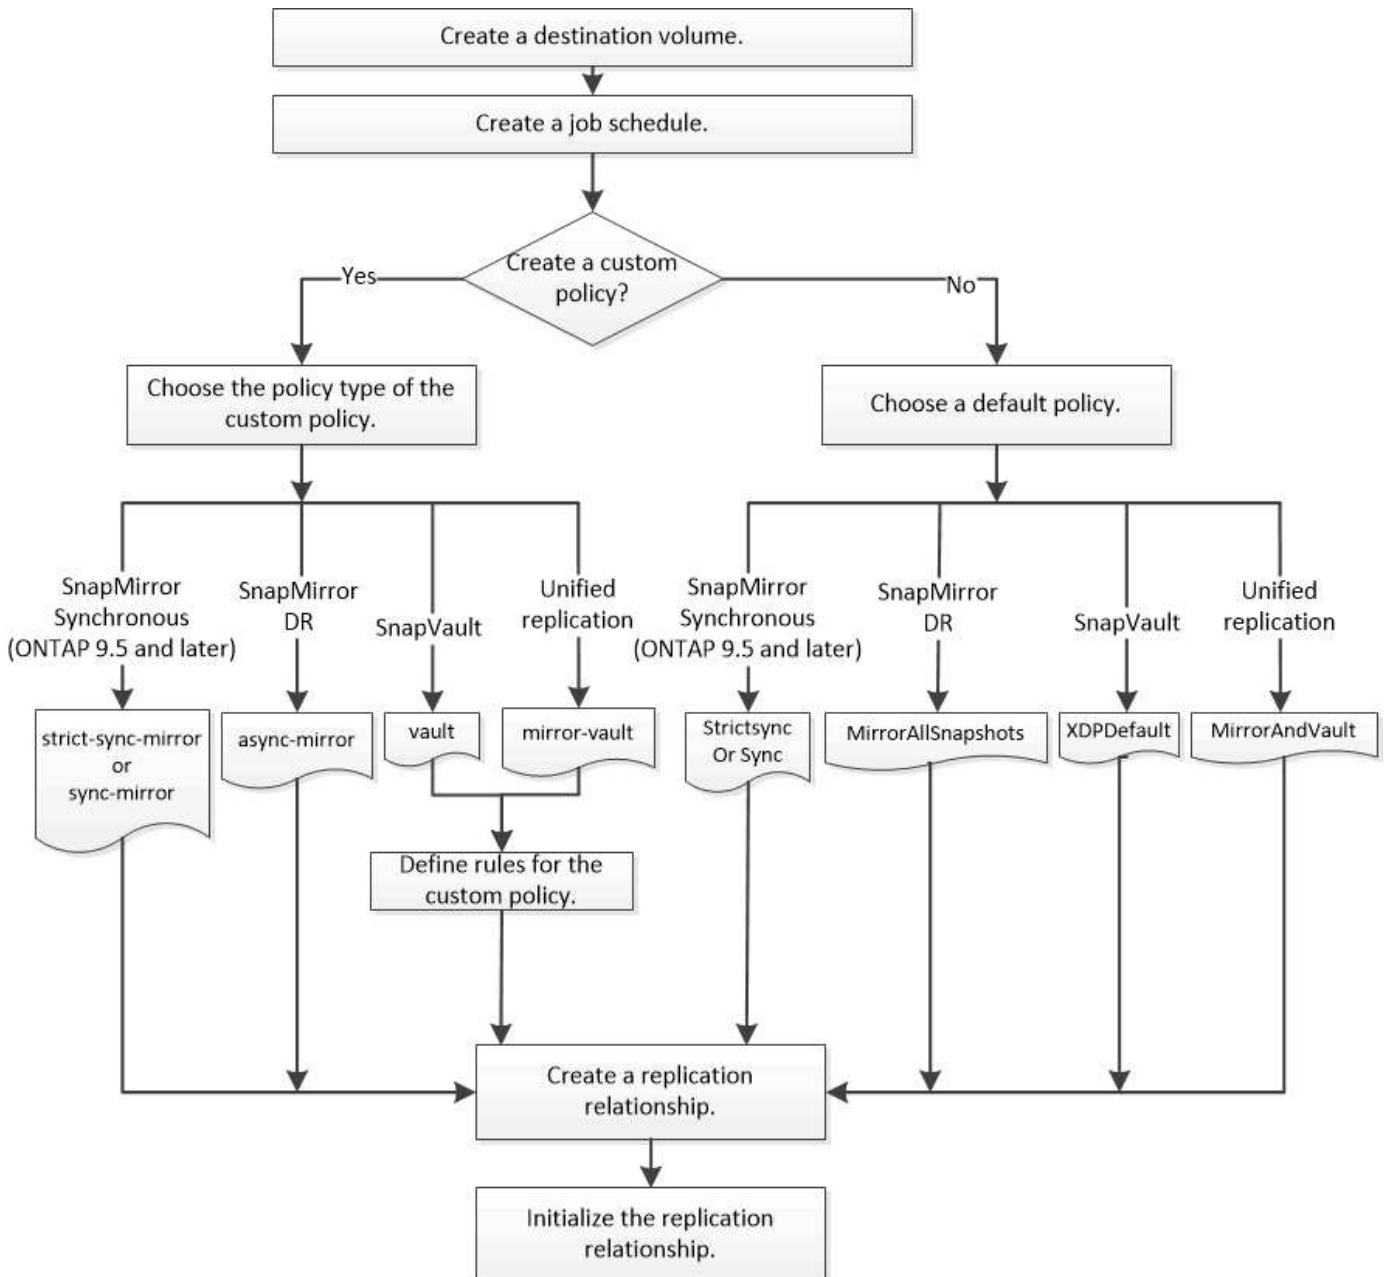 Create a destination volume.
Create a job schedule.
Create a custom
policy?
Yes
No
Choose the policy type of the
custom policy.
Choose a default policy.
SnapMirror
Synchronous
(ONTAP 9.5 and later)
SnapMirror
DR
SnapVault
Unified
replication
SnapMirror
Synchronous
(ONTAP 9.5 and later)
SnapMirror
DR
SnapVault
Unified
replication
strict-sync-mirror
or
sync-mirror
async-mirror
vault
mirror-vault
Strictsync
Or Sync
MirrorAllSnapshots
XDPDefault
MirrorAndVault
Define rules for the
custom policy.
Create a replication
relationship.
Initialize the replication
relationship.